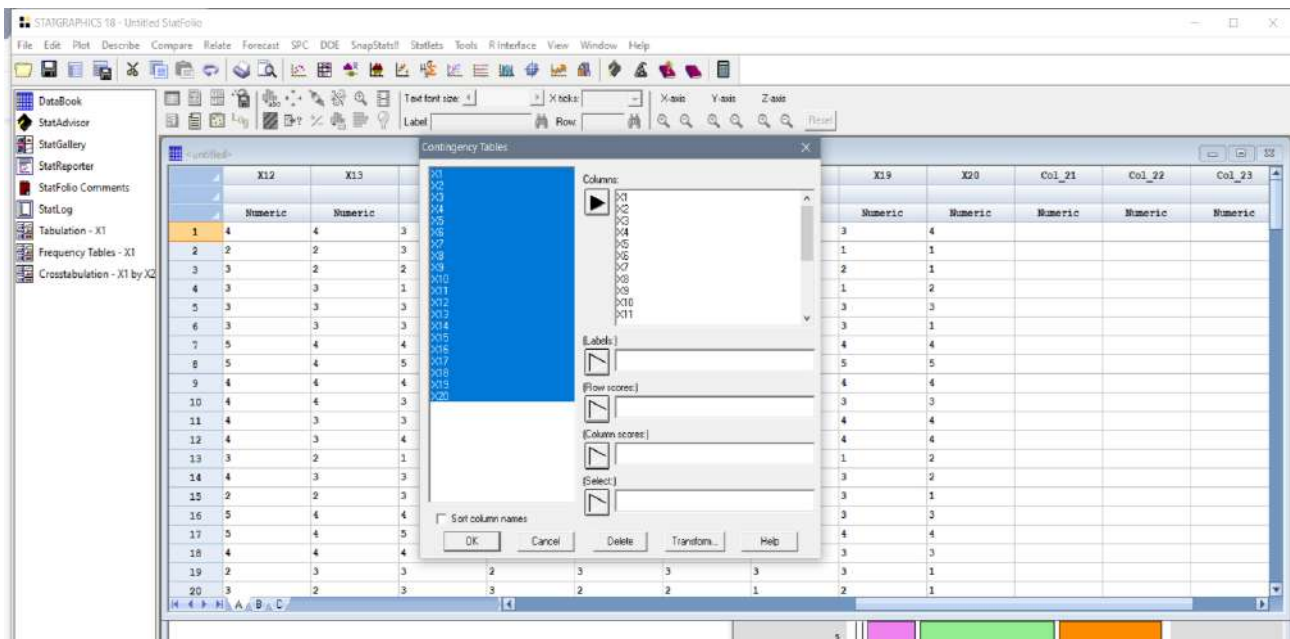 STATGRAPHICS 18 - Untitled StatFolio
File Edit Plot Describe Compare Relate Forecast SPC DOE SnapStats!! Statlets Tools R interface View Window Help
DataBook
StatAdvisor
StatGallery
StatReporter
StatFolio Comments
StatLog
Tabulation - X1
Frequency Tables - X1
Crosstabulation - X1 by X2
Text font size: X ticks: X-axis Y-axis Z-axis
Log Label: Row: Reset
<untitled>
X12 X13 X19 X20 Col_21 Col_22 Col_23
Numeric Numeric Numeric Numeric Numeric Numeric Numeric
1 4 4 3 3 4
2 2 2 3 1 1
3 3 2 2 2 1
4 3 3 1 1 2
5 3 3 3 3 3
6 3 3 3 3 1
7 5 4 4 4 4
8 5 4 5 5 5
9 4 4 4 4 4
10 4 4 3 3 3
11 4 3 3 4 4
12 4 3 4 4 4
13 3 2 1 1 2
14 4 3 3 3 2
15 2 2 3 3 1
16 5 4 4 3 3
17 5 4 5 4 4
18 4 4 4 3 3
19 2 3 3 2 3 3 3 3 1
20 3 2 3 3 2 2 1 2 1
A B C
Contingency Tables
X1
X2
X3
X4
X5
X6
X7
X8
X9
X10
X11
X12
X13
X14
X15
X16
X17
X18
X19
X20
Columns:
X1
X2
X3
X4
X5
X6
X7
X8
X9
X10
X11
(Labels:)
(Row scores:)
(Column scores:)
(Select:)
Sort column names
OK Cancel Delete Transform... Help